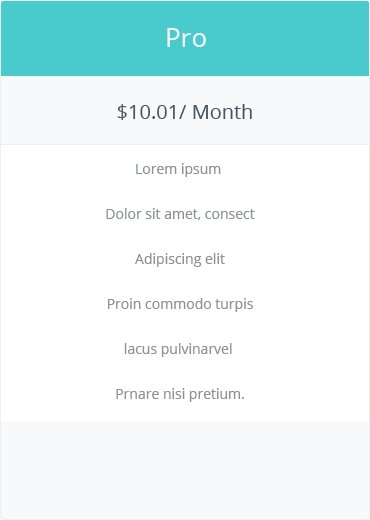 Pro
$10.01/ Month
Lorem ipsum
Dolor sit amet, consect
Adipiscing elit
Proin commodo turpis
lacus pulvinarvel
Prnare nisi pretium.